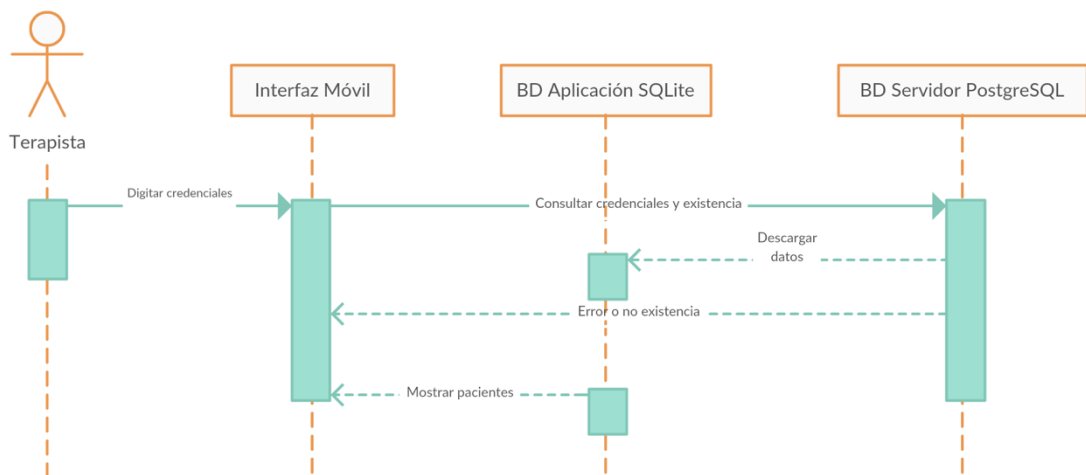 Terapista
Interfaz Móvil
BD Aplicación SQLite
BD Servidor PostgreSQL
Digitar credenciales
Consultar credenciales y existencia
Descargar
datos
Error o no existencia
Mostrar pacientes